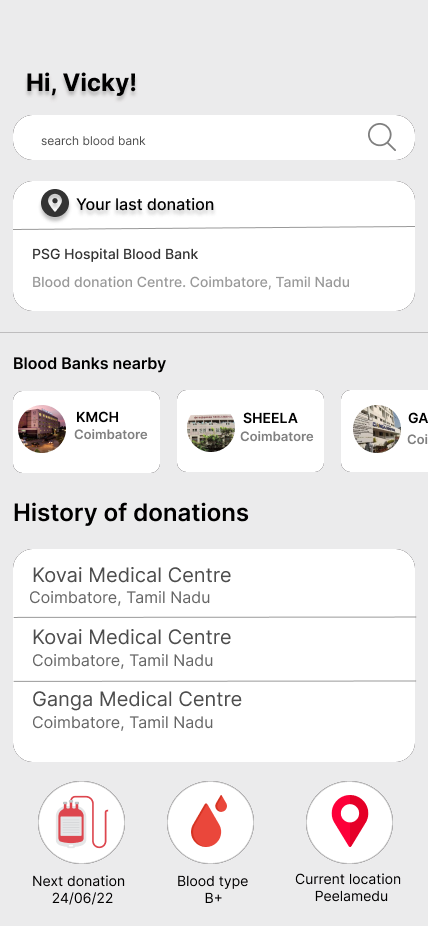 Hi, Vicky!
search blood bank
Your last donation
PSG Hospital Blood Bank
Blood donation Centre. Coimbatore, Tamil Nadu
Blood Banks nearby
KMCH
Coimbatore
SHEELA
Coimbatore
GA
Coi
History of donations
Kovai Medical Centre
Coimbatore, Tamil Nadu
Kovai Medical Centre
Coimbatore, Tamil Nadu
Ganga Medical Centre
Coimbatore, Tamil Nadu
Next donation
24/06/22
Blood type
B+
Current location
Peelamedu